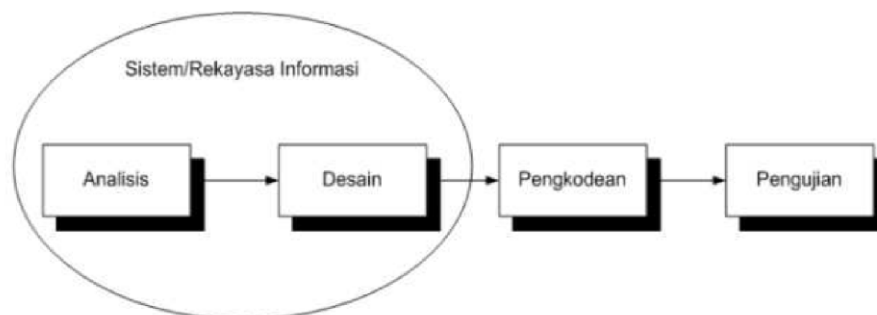 Sistem/Rekayasa Informasi
Analisis
Desain
Pengkodean
Pengujian